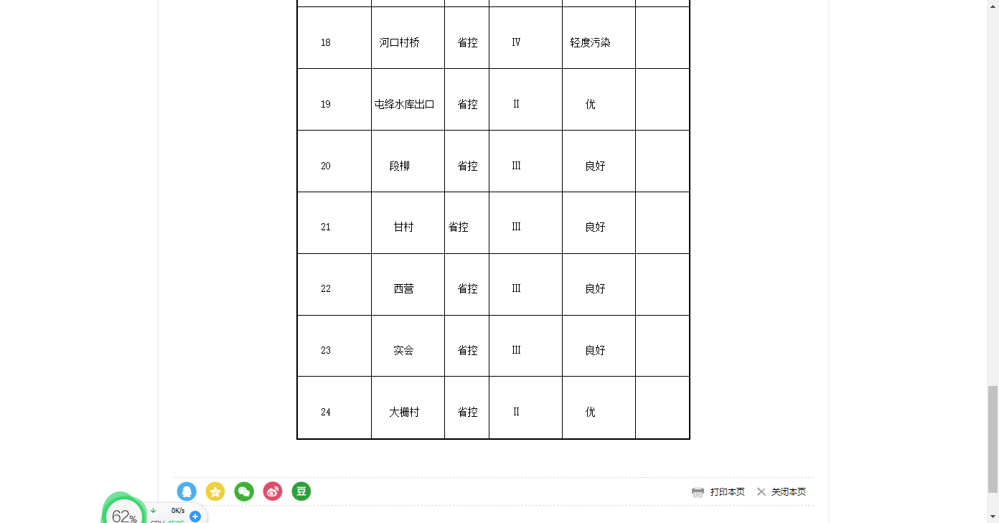 18 河口村桥 省控 IV 轻度污染
19 屯绛水库出口 省控 II 优
20 段柳 省控 III 良好
21 甘村 省控 III 良好
22 西营 省控 III 良好
23 实会 省控 III 良好
24 大栅村 省控 II 优
豆
打印本页 关闭本页
62% 0K/s